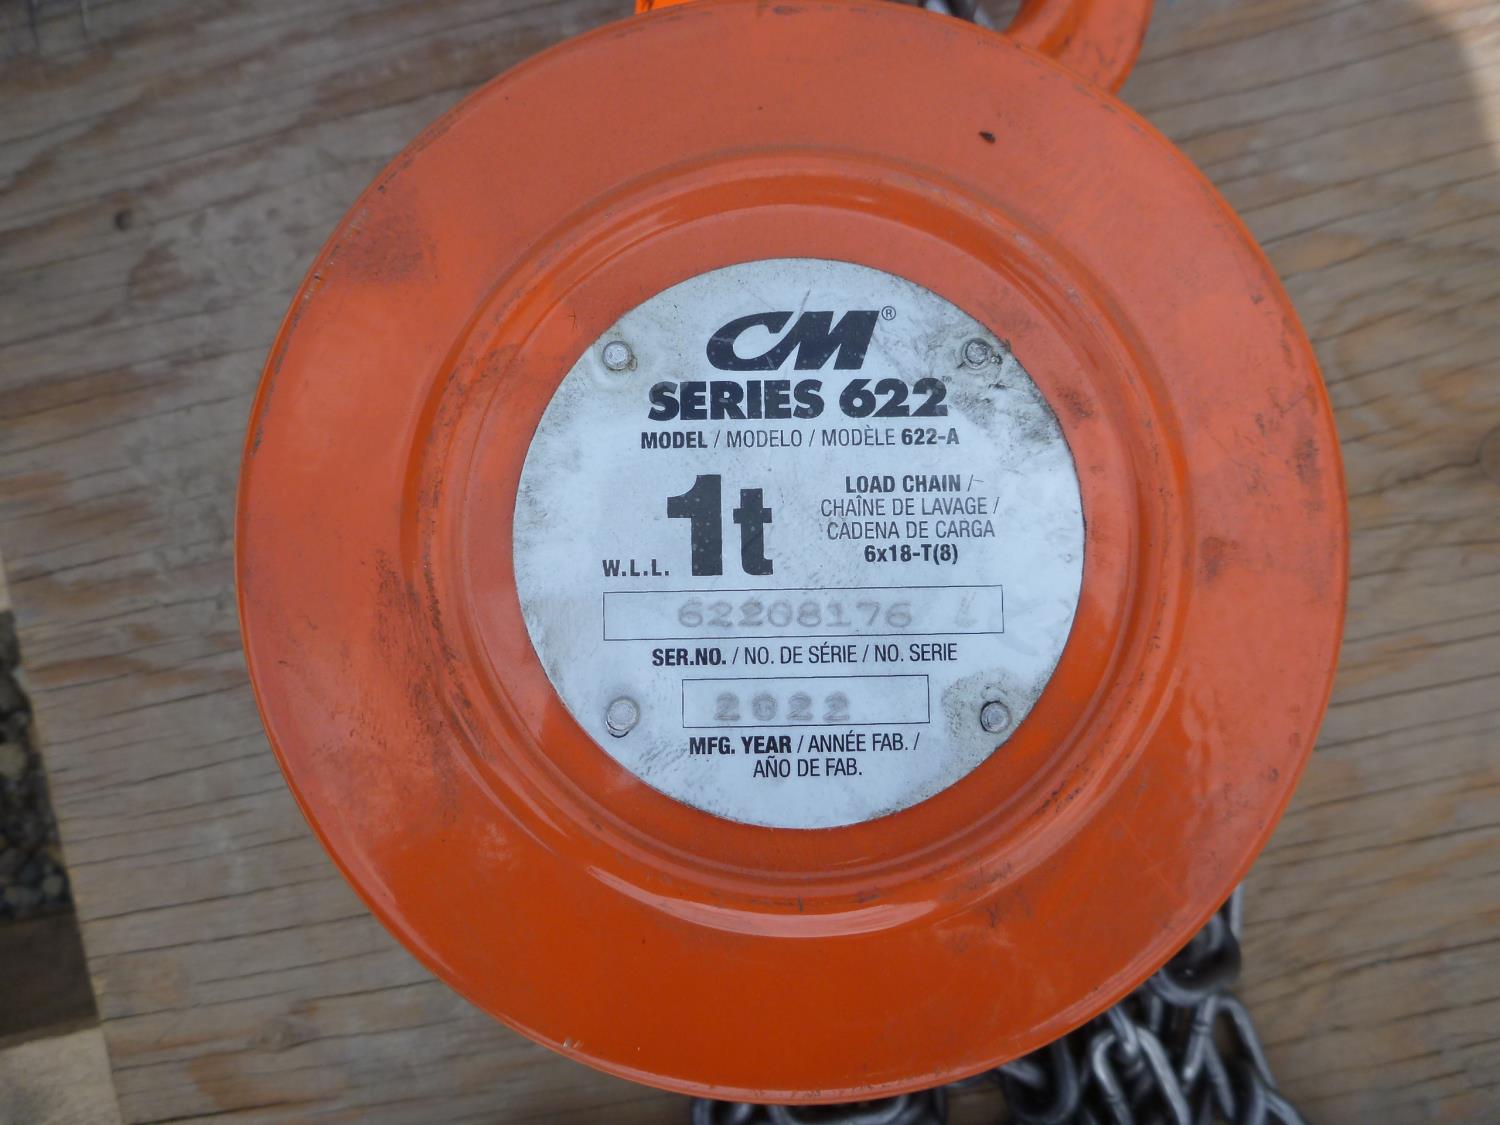 CM®
SERIES 622™
MODEL / MODELO / MODÈLE 622-A
1t
W.L.L.
LOAD CHAIN /
CHAÎNE DE LAVAGE /
CADENA DE CARGA
6x18-T(8)
62208176 L
SER.NO. / NO. DE SÉRIE / NO. SERIE
2022
MFG. YEAR / ANNÉE FAB. /
AÑO DE FAB.